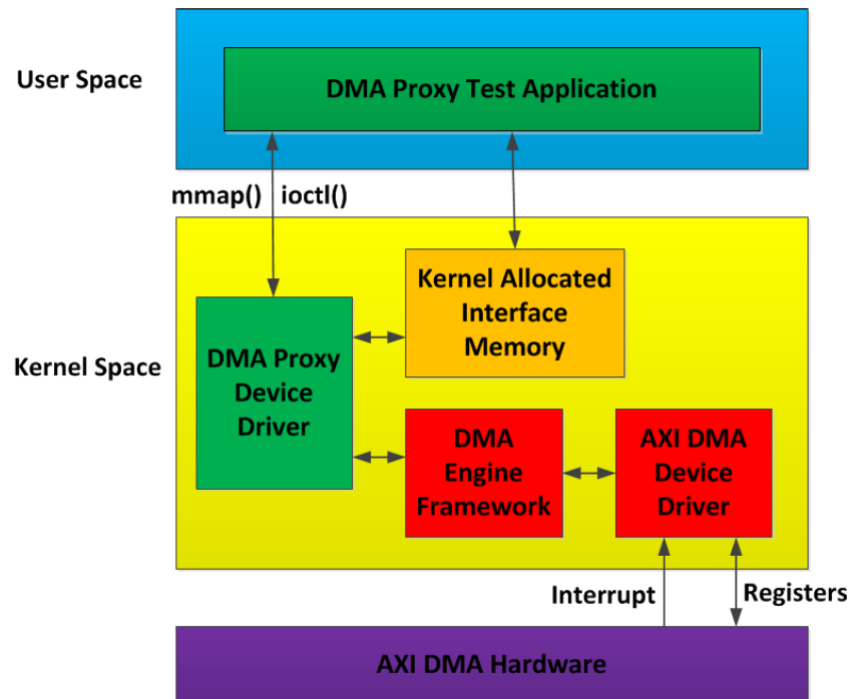 User Space
DMA Proxy Test Application
mmap() ioctl()
Kernel Allocated
Interface
Memory
Kernel Space
DMA Proxy
Device
Driver
DMA
Engine
Framework
AXI DMA
Device
Driver
Interrupt
Registers
AXI DMA Hardware